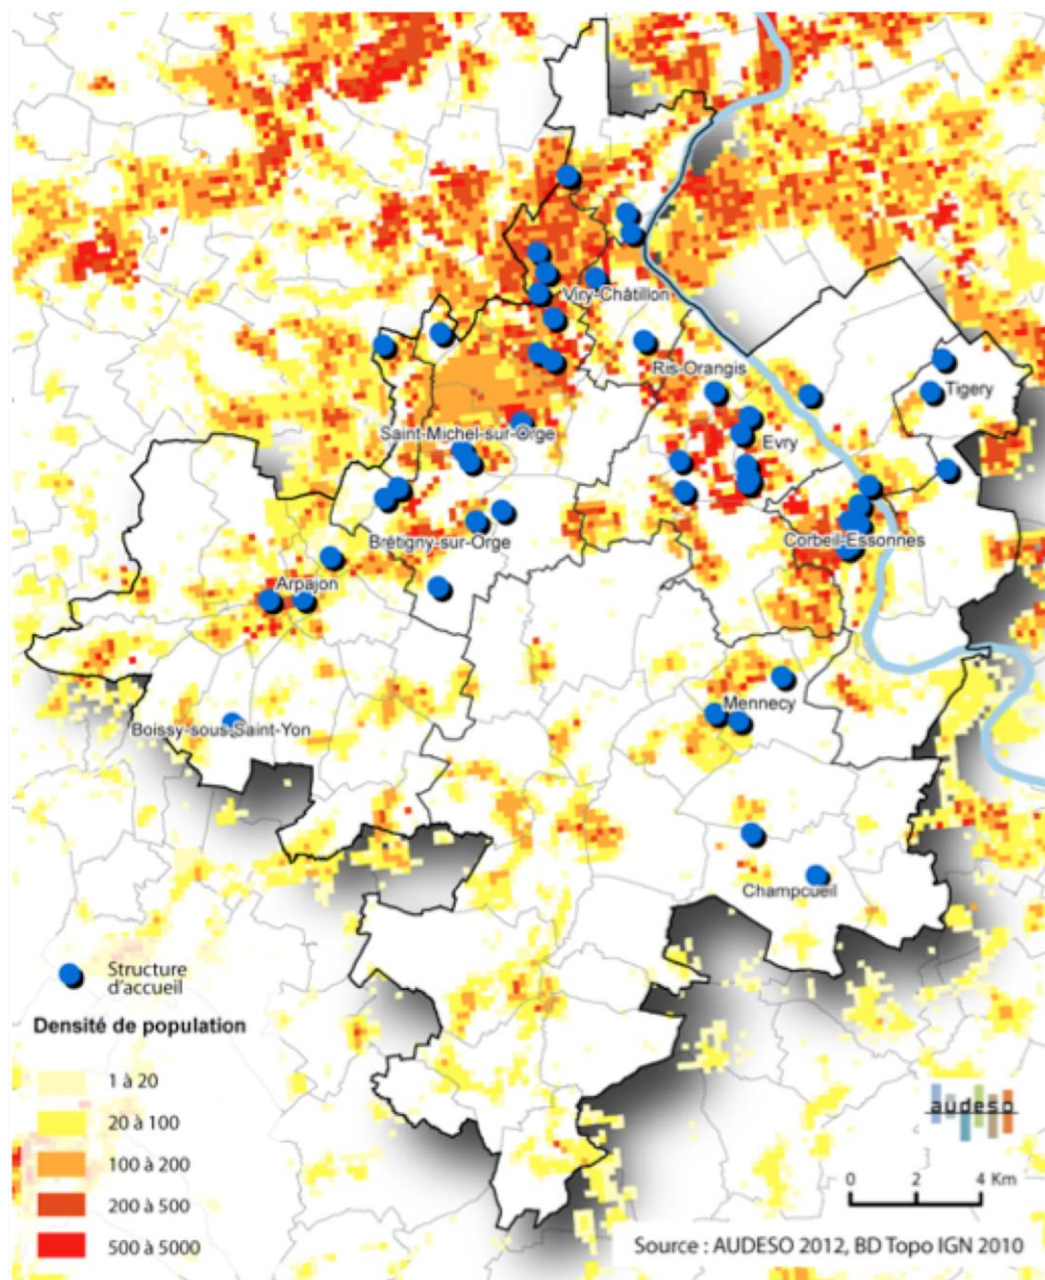 Viry-Châtillon
Ris-Orangis
Tigery
Saint-Michel-sur-Orge
Evry
Brétigny-sur-Orge
Corbeil-Essonnes
Arpajon
Mennecy
Boissy-sous-Saint-Yon
Champcueil
Structure
d'accueil
Densité de population
1 à 20
20 à 100
100 à 200
200 à 500
500 à 5000
audeso
0 2 4 Km
Source : AUDESO 2012, BD Topo IGN 2010